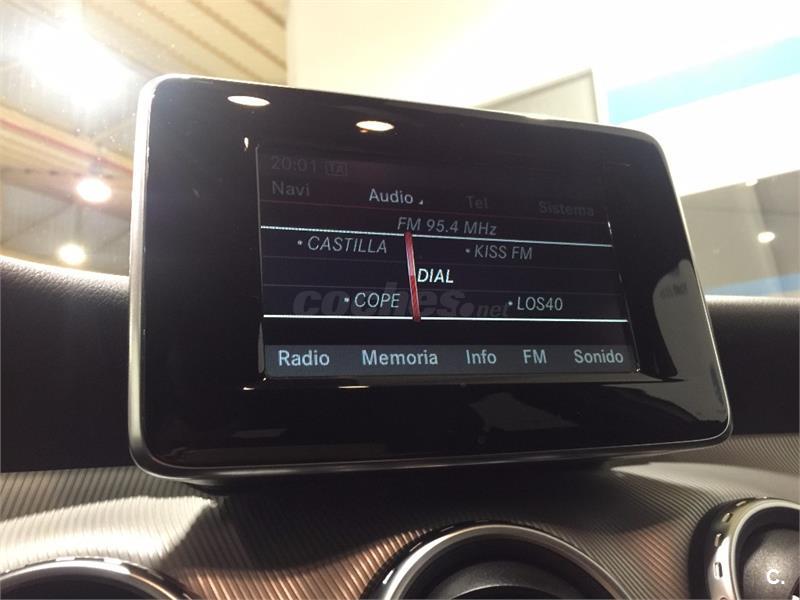 20:01 TA
Navi Audio Tel Sistema
FM 95.4 MHz
• CASTILLA • KISS FM
DIAL
• COPE • LOS40
coches.net
Radio Memoria Info FM Sonido
C.